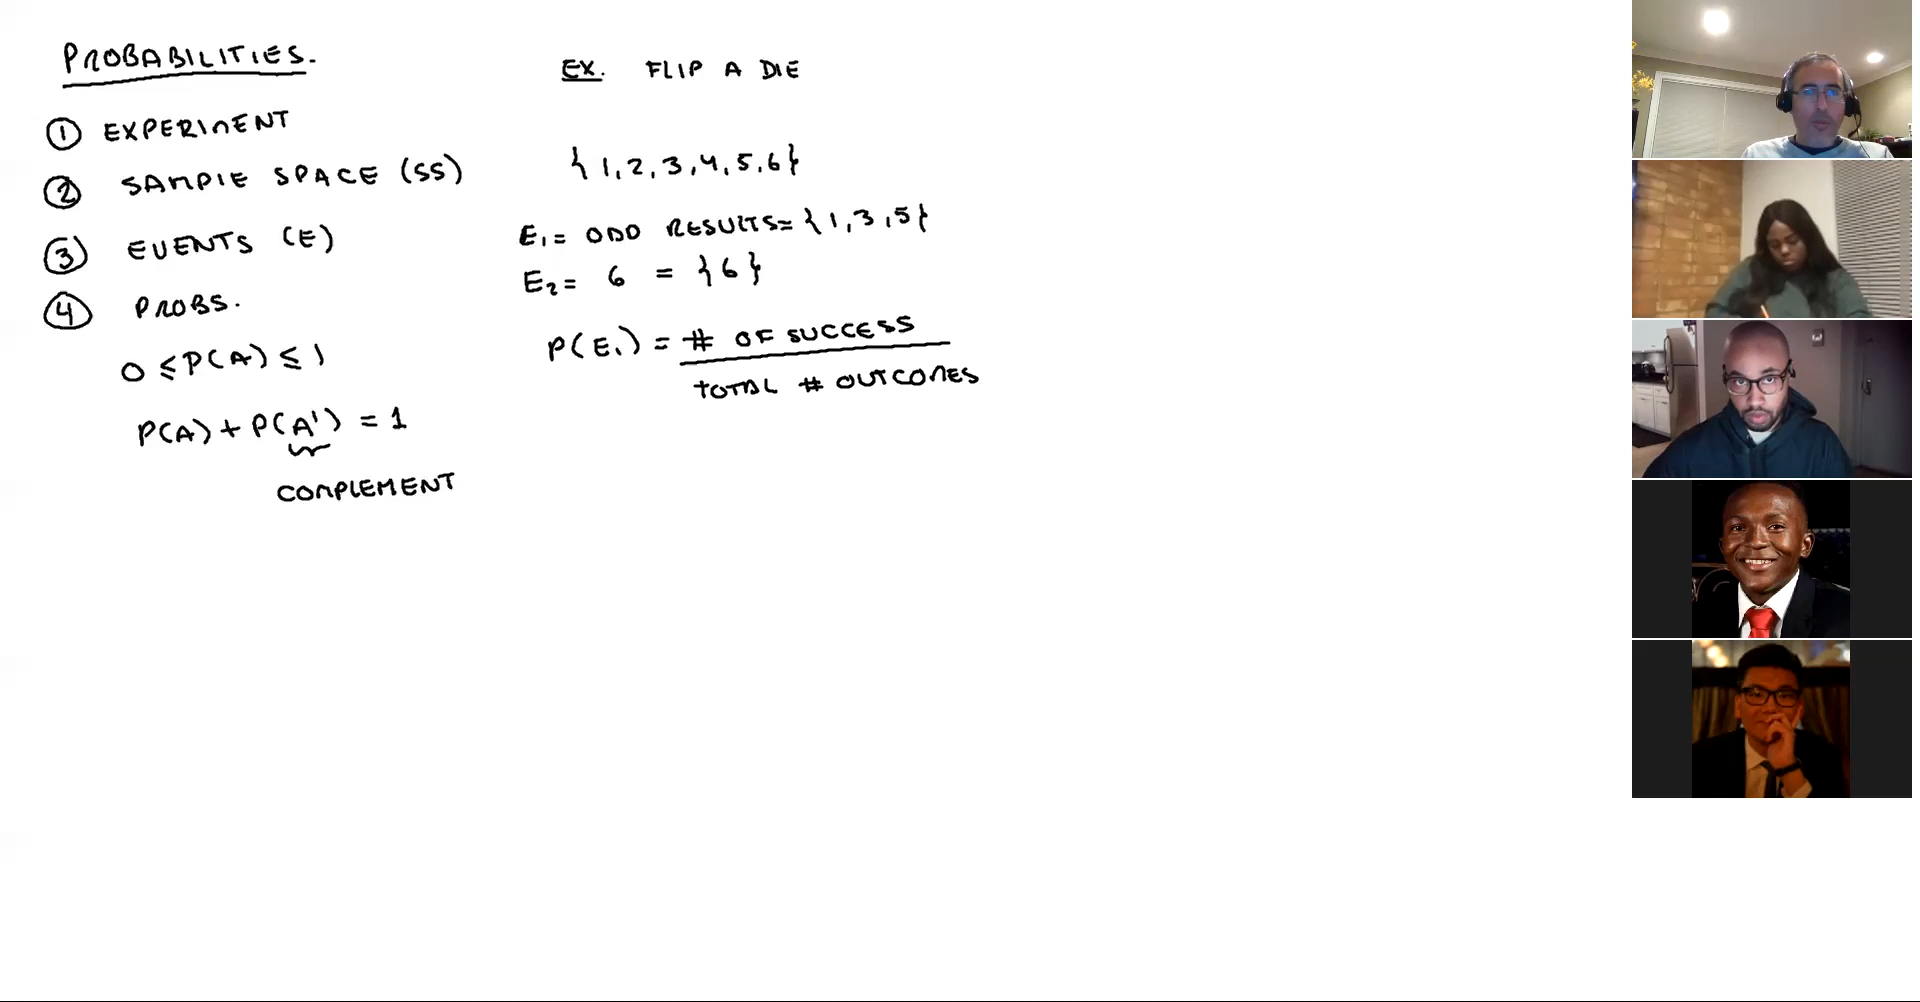 PROBABILITIES.
① EXPERIMENT
② SAMPLE SPACE (SS)
③ EVENTS (E)
④ PROBS.
0 ≤ P(A) ≤ 1
P(A) + P(A') = 1
COMPLEMENT
EX. FLIP A DIE
{1, 2, 3, 4, 5, 6}
E₁ = ODD RESULTS = {1, 3, 5}
E₂ = 6 = {6}
P(E₁) = # OF SUCCESS
TOTAL # OUTCOMES